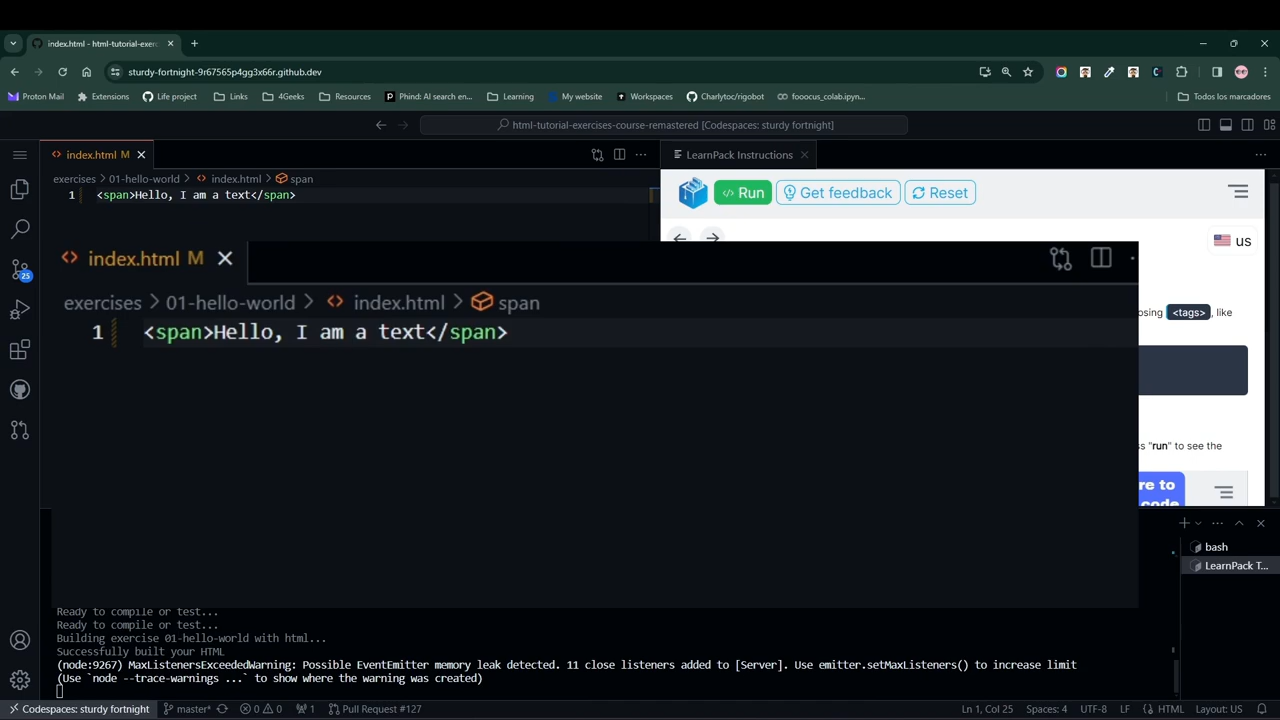 index.html - html-tutorial-exerc
sturdy-fortnight-9r67565p4gg3x66r.github.dev
Proton Mail Extensions Life project Links 4Geeks Resources Phind: AI search en... Learning My website Workspaces Charlytoc/rigobot fooocus_colab.ipyn... Todos los marcadores
html-tutorial-exercises-course-remastered [Codespaces: sturdy fortnight]
index.html M
LearnPack Instructions
exercises > 01-hello-world > index.html > span
1 <span>Hello, I am a text</span>
Run Get feedback Reset
us
index.html M
exercises > 01-hello-world > index.html > span
1 <span>Hello, I am a text</span>
osing <tags>, like
s "run" to see the
re to
code
25
bash
LearnPack T...
Ready to compile or test...
Ready to compile or test...
Building exercise 01-hello-world with html...
Successfully built your HTML
(node:9267) MaxListenersExceededWarning: Possible EventEmitter memory leak detected. 11 close listeners added to [Server]. Use emitter.setMaxListeners() to increase limit
(Use `node --trace-warnings ...` to show where the warning was created)
Codespaces: sturdy fortnight master* 0 0 1 Pull Request #127 Ln 1, Col 25 Spaces: 4 UTF-8 LF HTML Layout: US